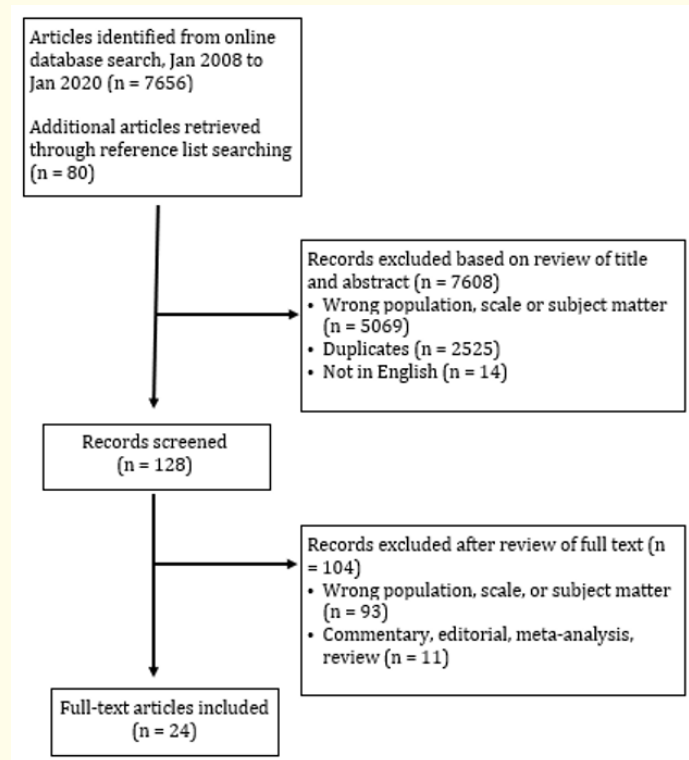 Articles identified from online
database search, Jan 2008 to
Jan 2020 (n = 7656)
Additional articles retrieved
through reference list searching
(n = 80)
Records excluded based on review of title
and abstract (n = 7608)
• Wrong population, scale or subject matter
(n = 5069)
• Duplicates (n = 2525)
• Not in English (n = 14)
Records screened
(n = 128)
Records excluded after review of full text (n
= 104)
• Wrong population, scale, or subject matter
(n = 93)
• Commentary, editorial, meta-analysis,
review (n = 11)
Full-text articles included
(n = 24)